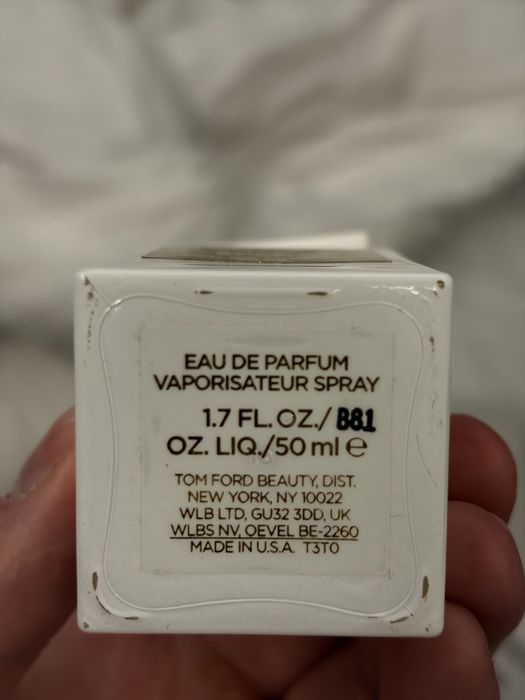 EAU DE PARFUM
VAPORISATEUR SPRAY
1.7 FL. OZ./ B81
OZ. LIQ./50 ml ℮
TOM FORD BEAUTY, DIST.
NEW YORK, NY 10022
WLB LTD, GU32 3DD, UK
WLBS NV, OEVEL BE-2260
MADE IN U.S.A. T3T0